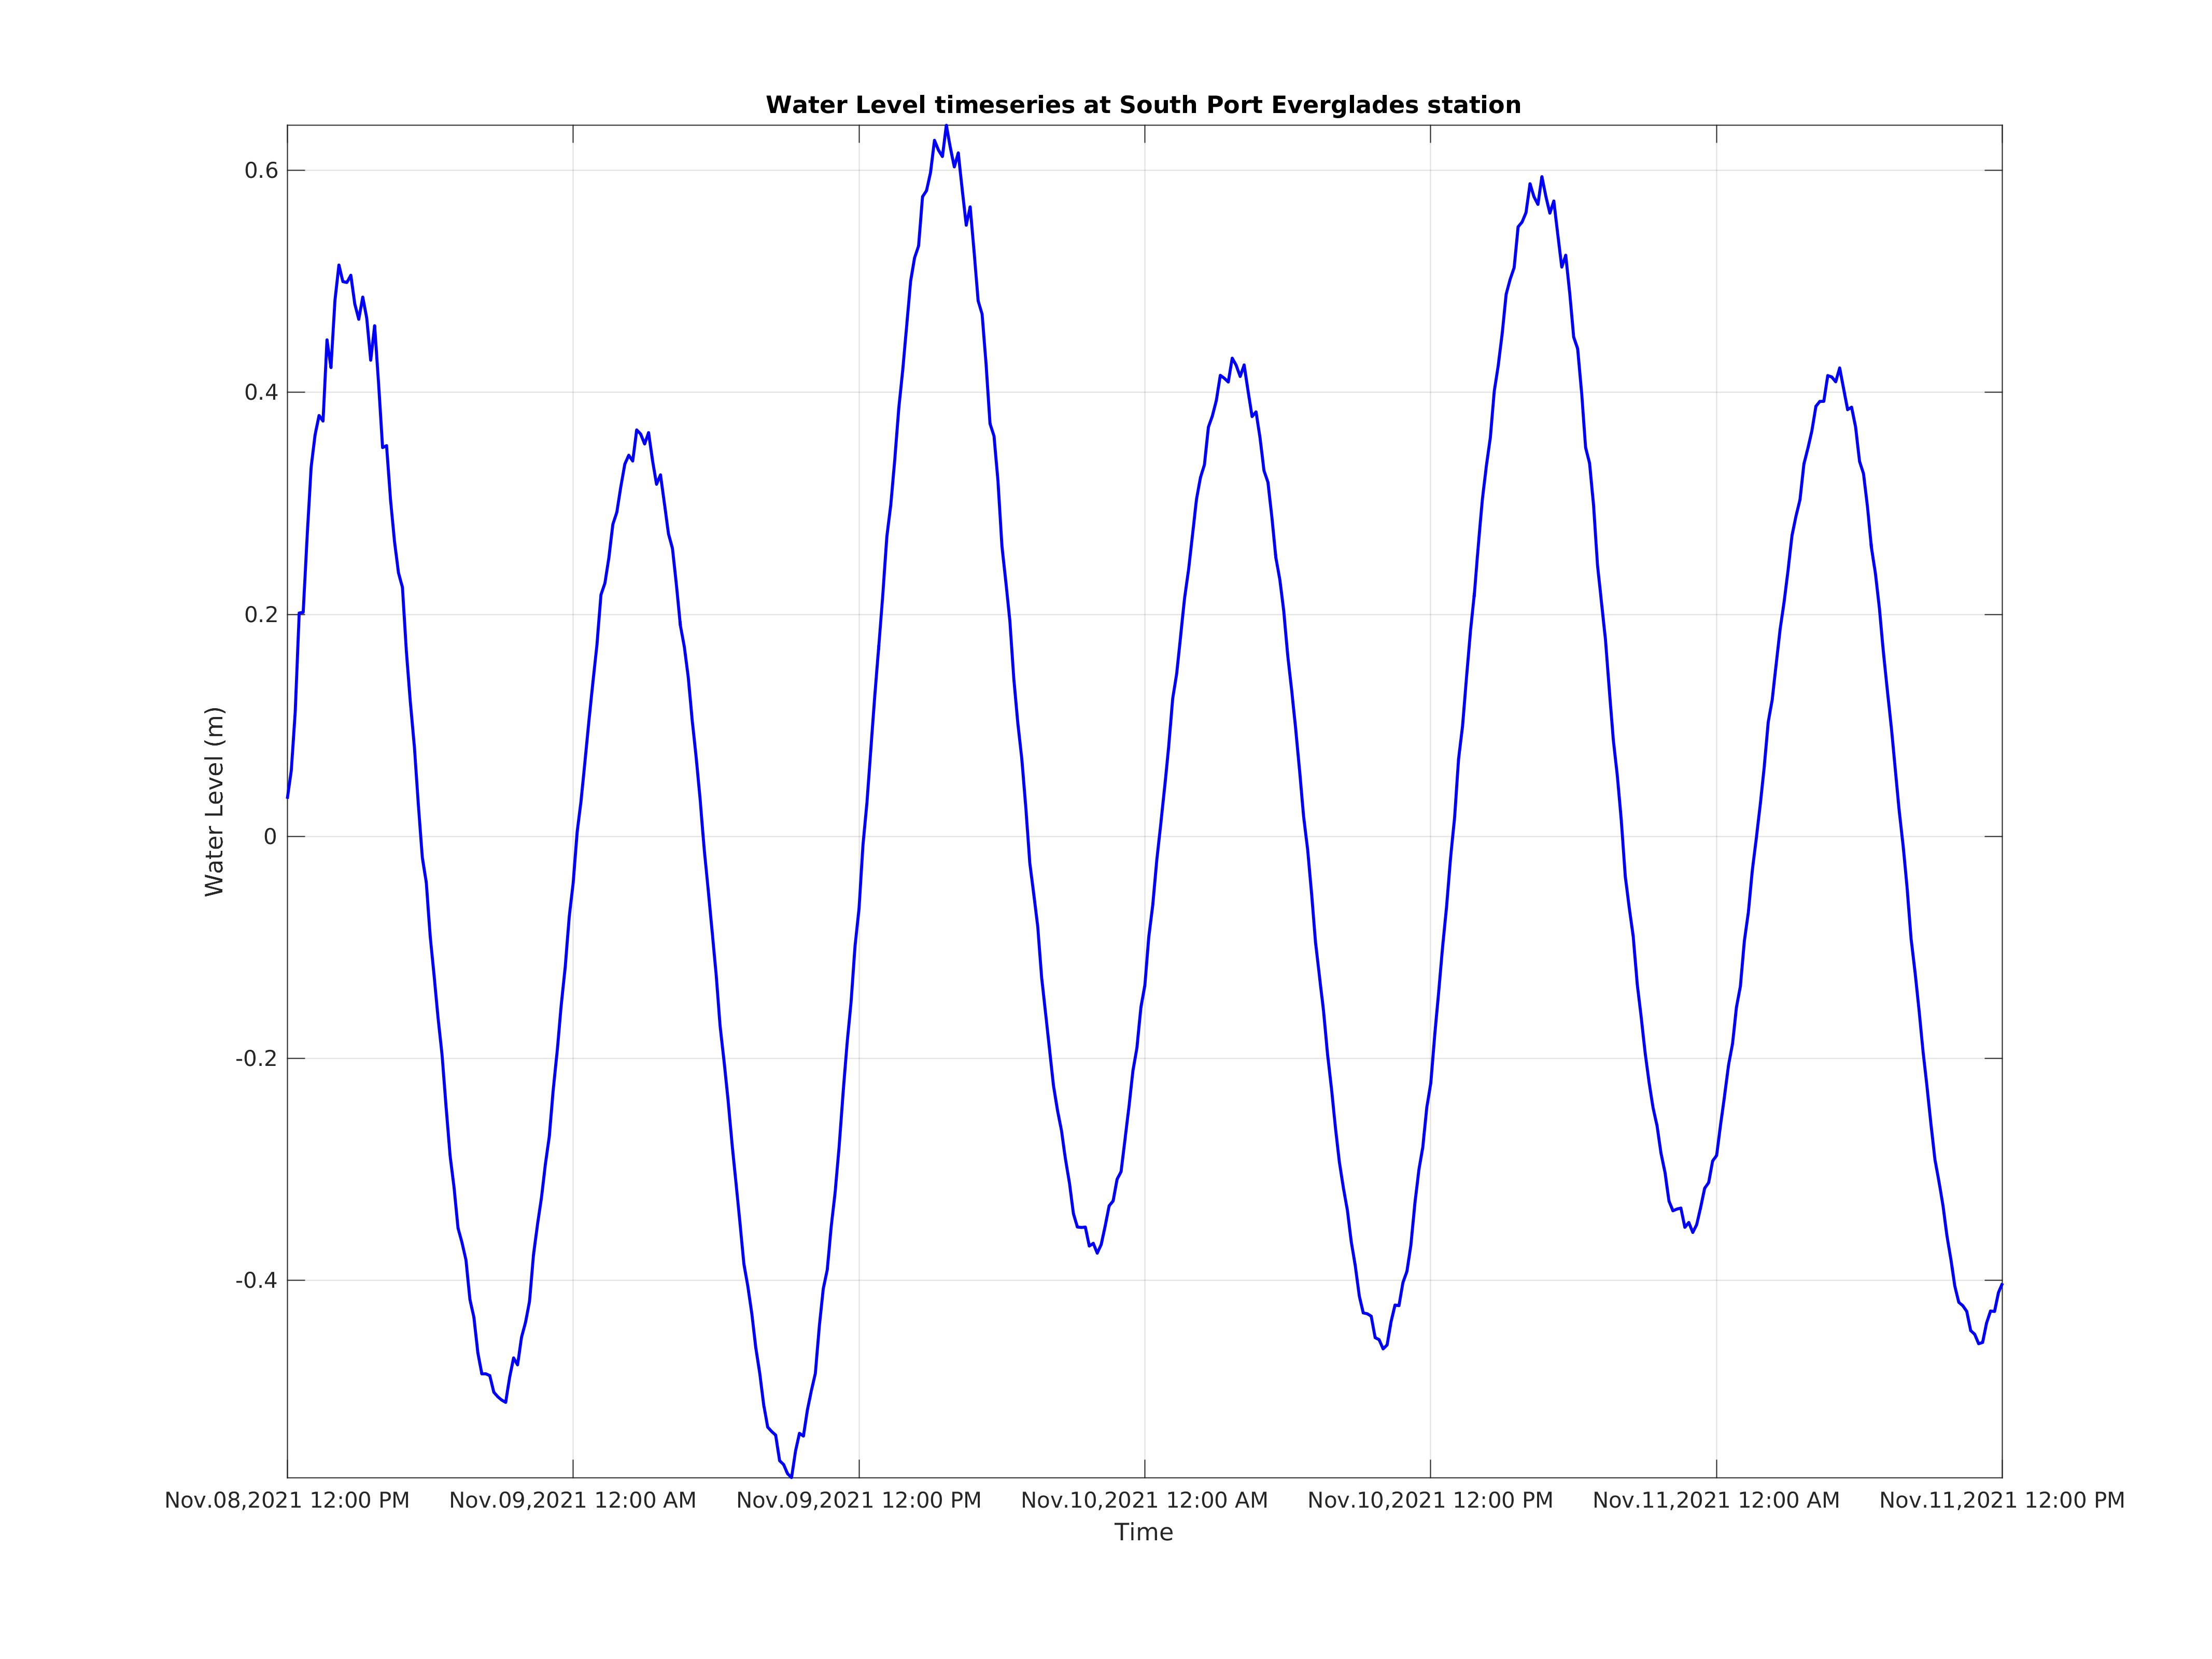 Water Level timeseries at South Port Everglades station
0.6
0.4
0.2
0
-0.2
-0.4
Water Level (m)
Nov.08,2021 12:00 PM Nov.09,2021 12:00 AM Nov.09,2021 12:00 PM Nov.10,2021 12:00 AM Nov.10,2021 12:00 PM Nov.11,2021 12:00 AM Nov.11,2021 12:00 PM
Time